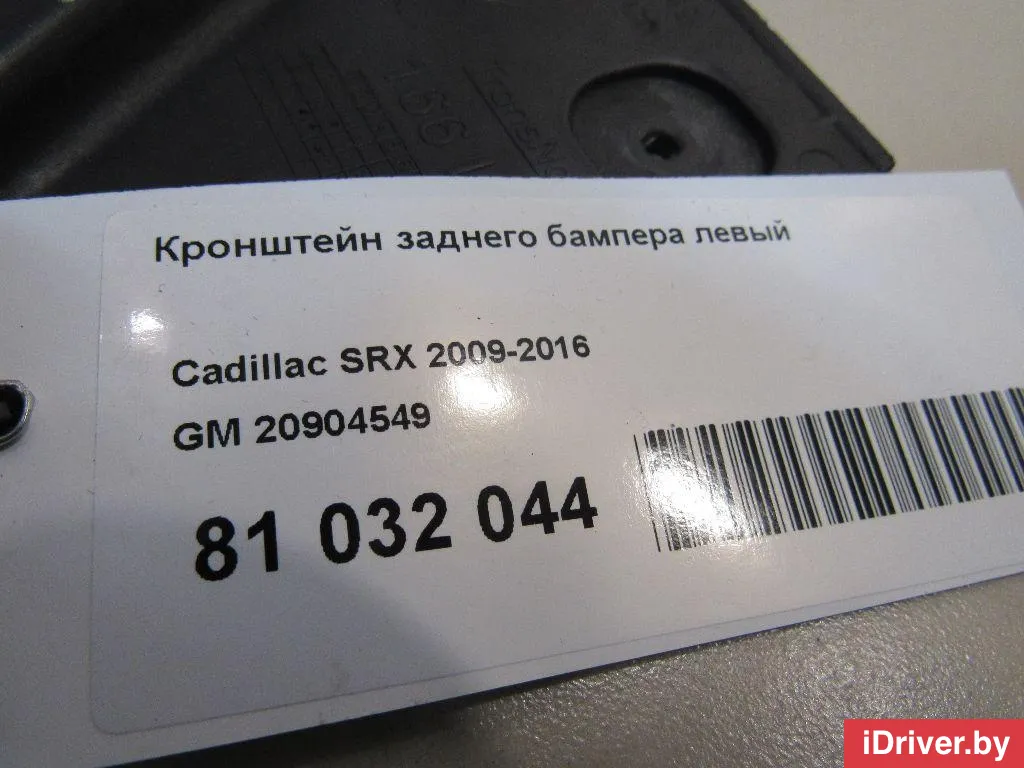 Кронштейн заднего бампера левый
Cadillac SRX 2009-2016
GM 20904549
81 032 044
iDriver.by